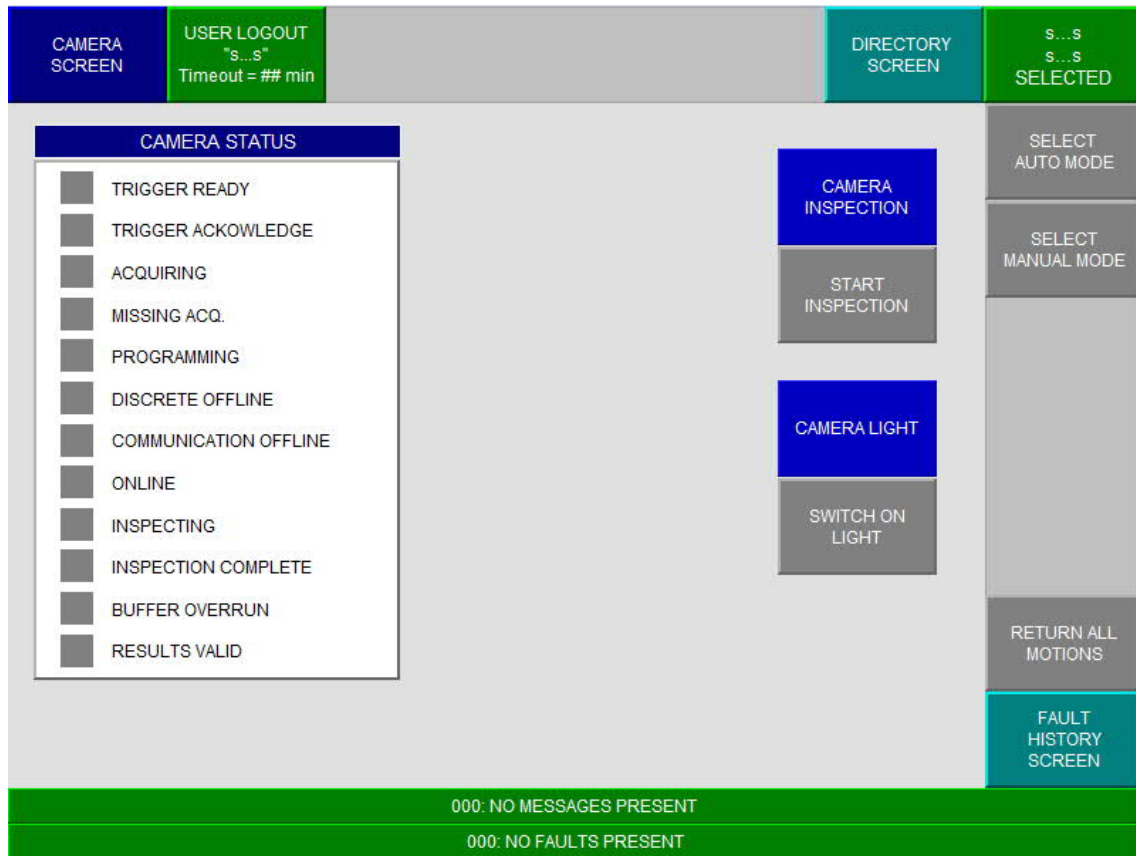 CAMERA
SCREEN
USER LOGOUT
"s...s"
Timeout = ## min
DIRECTORY
SCREEN
s...s
s...s
SELECTED
CAMERA STATUS
TRIGGER READY
TRIGGER ACKOWLEDGE
ACQUIRING
MISSING ACQ.
PROGRAMMING
DISCRETE OFFLINE
COMMUNICATION OFFLINE
ONLINE
INSPECTING
INSPECTION COMPLETE
BUFFER OVERRUN
RESULTS VALID
CAMERA
INSPECTION
START
INSPECTION
CAMERA LIGHT
SWITCH ON
LIGHT
SELECT
AUTO MODE
SELECT
MANUAL MODE
RETURN ALL
MOTIONS
FAULT
HISTORY
SCREEN
000: NO MESSAGES PRESENT
000: NO FAULTS PRESENT